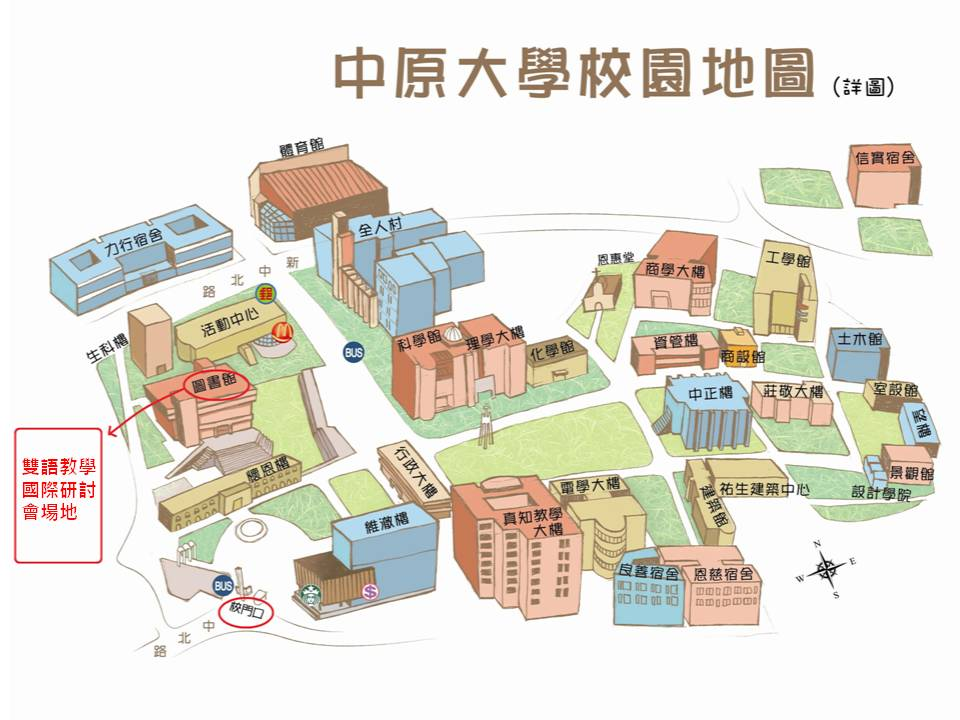 中原大學校園地圖(詳圖)
體育館
信實宿舍
力行宿舍
全人村
新中北路
恩惠堂
商學大樓
工學館
郵
活動中心
M
生科樓
BUS
科學館
理學大樓
化學館
資管樓
商設館
土木館
圖書館
中正樓
莊敬大樓
室設館
雙語教學
國際研討
會場地
懷恩樓
行政大樓
電學大樓
建築館
祐生建築中心
設計學院
景觀館
維澈樓
真知教學
大樓
良善宿舍
恩慈宿舍
N
W
E
S
BUS
$
校門口
中北路